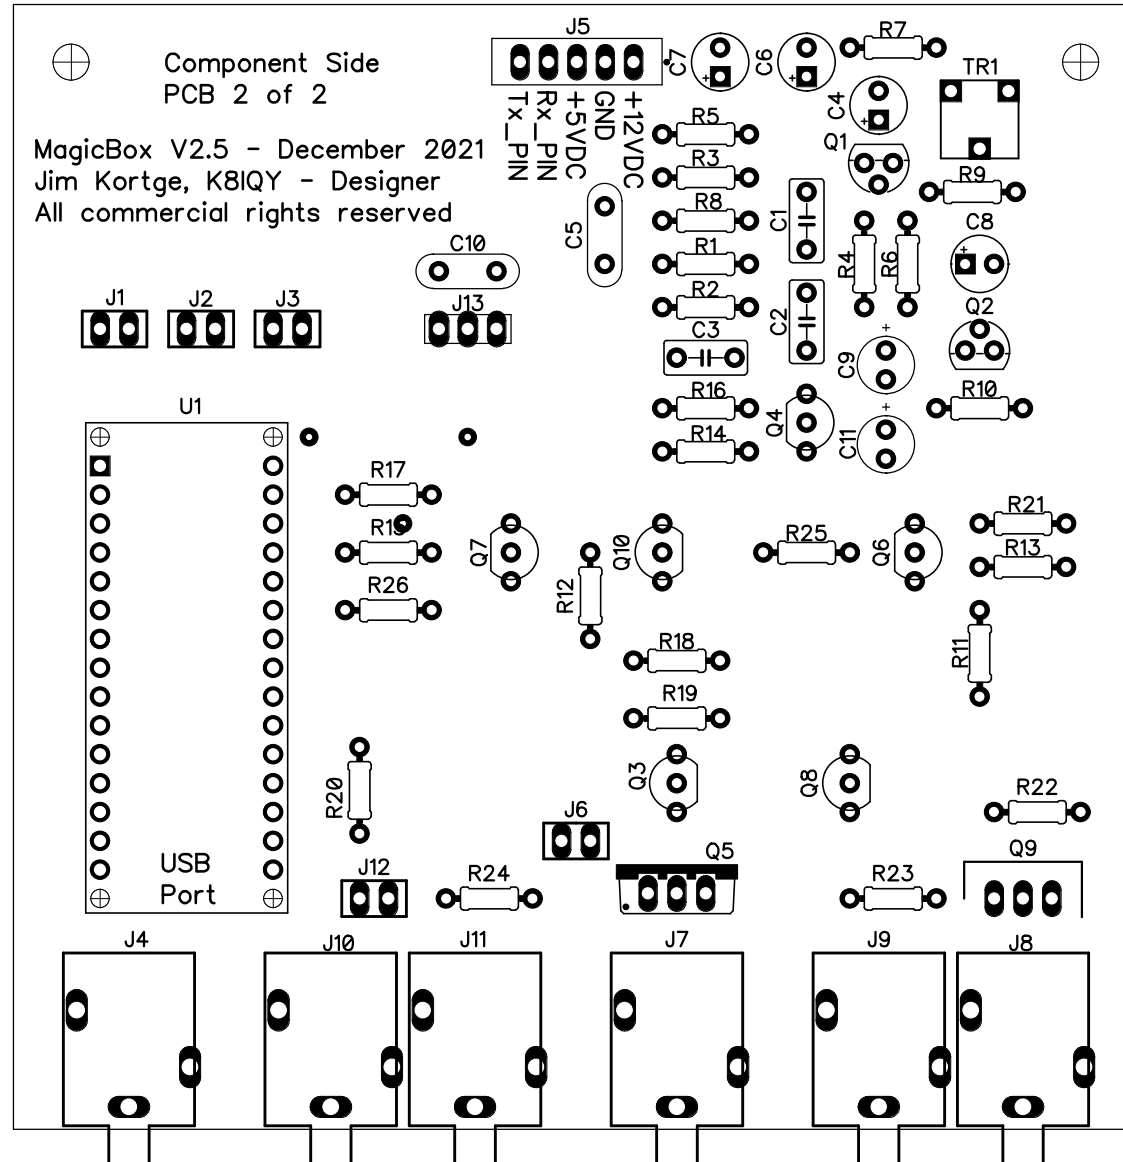 J5
R7
C7
C6
TR1
Component Side
PCB 2 of 2
C4
Tx_PIN
Rx_PIN
+5VDC
GND
+12VDC
R5
Q1
MagicBox V2.5 - December 2021
Jim Kortge, K8IQY - Designer
All commercial rights reserved
R3
R9
R8
C1
C5
C8
C10
R1
R4
R6
J1
J2
J3
J13
R2
C2
Q2
C3
C9
R16
R10
U1
Q4
R14
C11
R17
R15
Q7
Q10
R25
Q6
R21
R13
R26
R12
R18
R11
R19
R20
Q3
Q8
R22
J6
USB
Port
J12
R24
Q5
R23
Q9
J4
J10
J11
J7
J9
J8